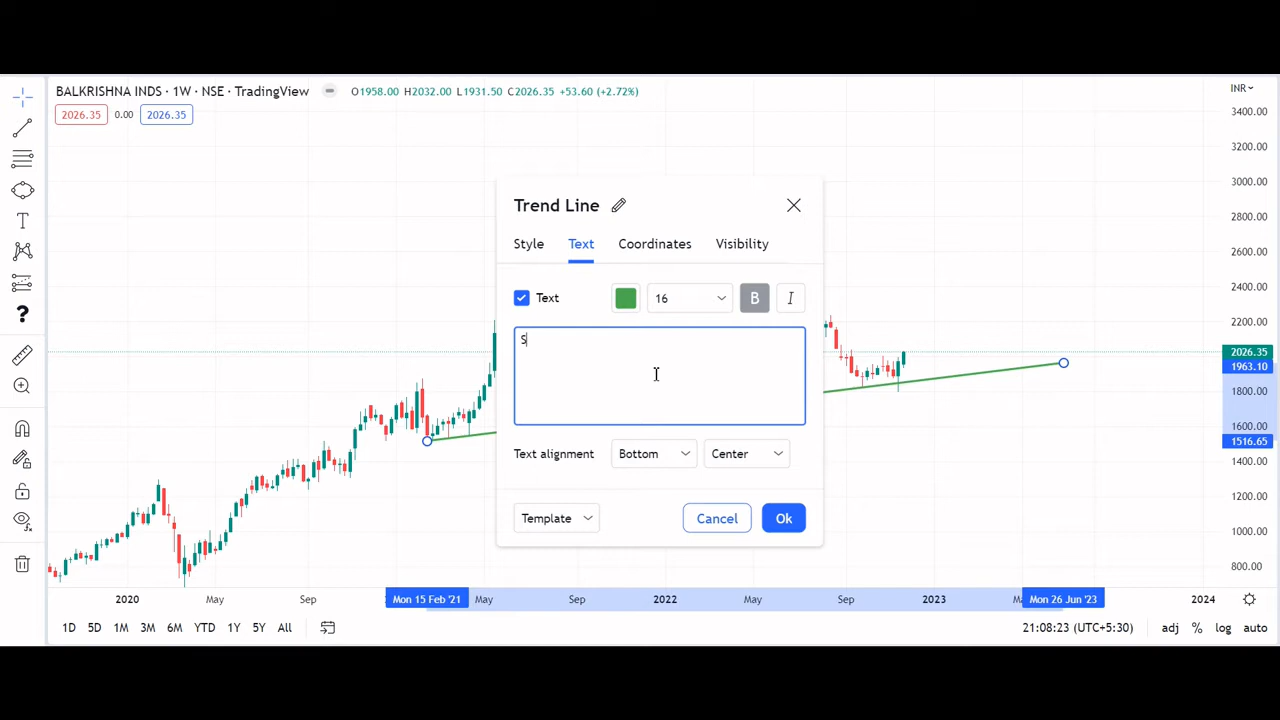 BALKRISHNA INDS · 1W · NSE · TradingView O1958.00 H2032.00 L1931.50 C2026.35 +53.60 (+2.72%)
INR
2026.35 0.00 2026.35
3400.00
3200.00
3000.00
2800.00
2600.00
2400.00
2200.00
2026.35
1963.10
1800.00
1600.00
1516.65
1400.00
1200.00
1000.00
800.00
Trend Line
Style Text Coordinates Visibility
Text 16 B I
S
Text alignment Bottom Center
Template Cancel Ok
2020 May Sep Mon 15 Feb '21 May Sep 2022 May Sep 2023 Mon 26 Jun '23 2024
1D 5D 1M 3M 6M YTD 1Y 5Y All 21:08:23 (UTC+5:30) adj % log auto
T
?